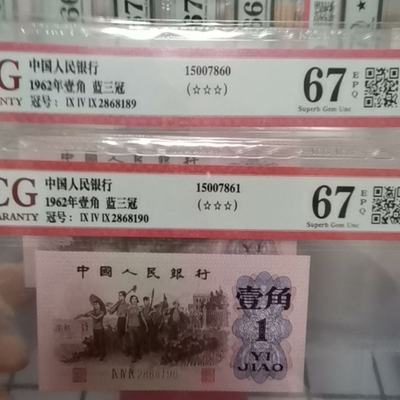 CG
ARANTY
中国人民银行
1962年壹角 蓝三冠
冠号: IX IV IX 2868189
15007860
(☆☆☆)
67
EPQ
Superb Gem Unc
CG
ARANTY
中国人民银行
1962年壹角 蓝三冠
冠号: IX IV IX 2868190
15007861
(☆☆☆)
67
EPQ
Superb Gem Unc
YI
中國人民銀行
壹角
1
YI
JIAO
IX IV IX 2868190